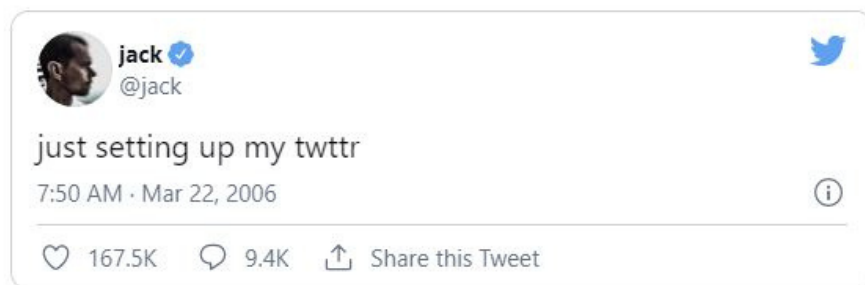 jack
@jack
just setting up my twttr
7:50 AM · Mar 22, 2006
167.5K 9.4K Share this Tweet